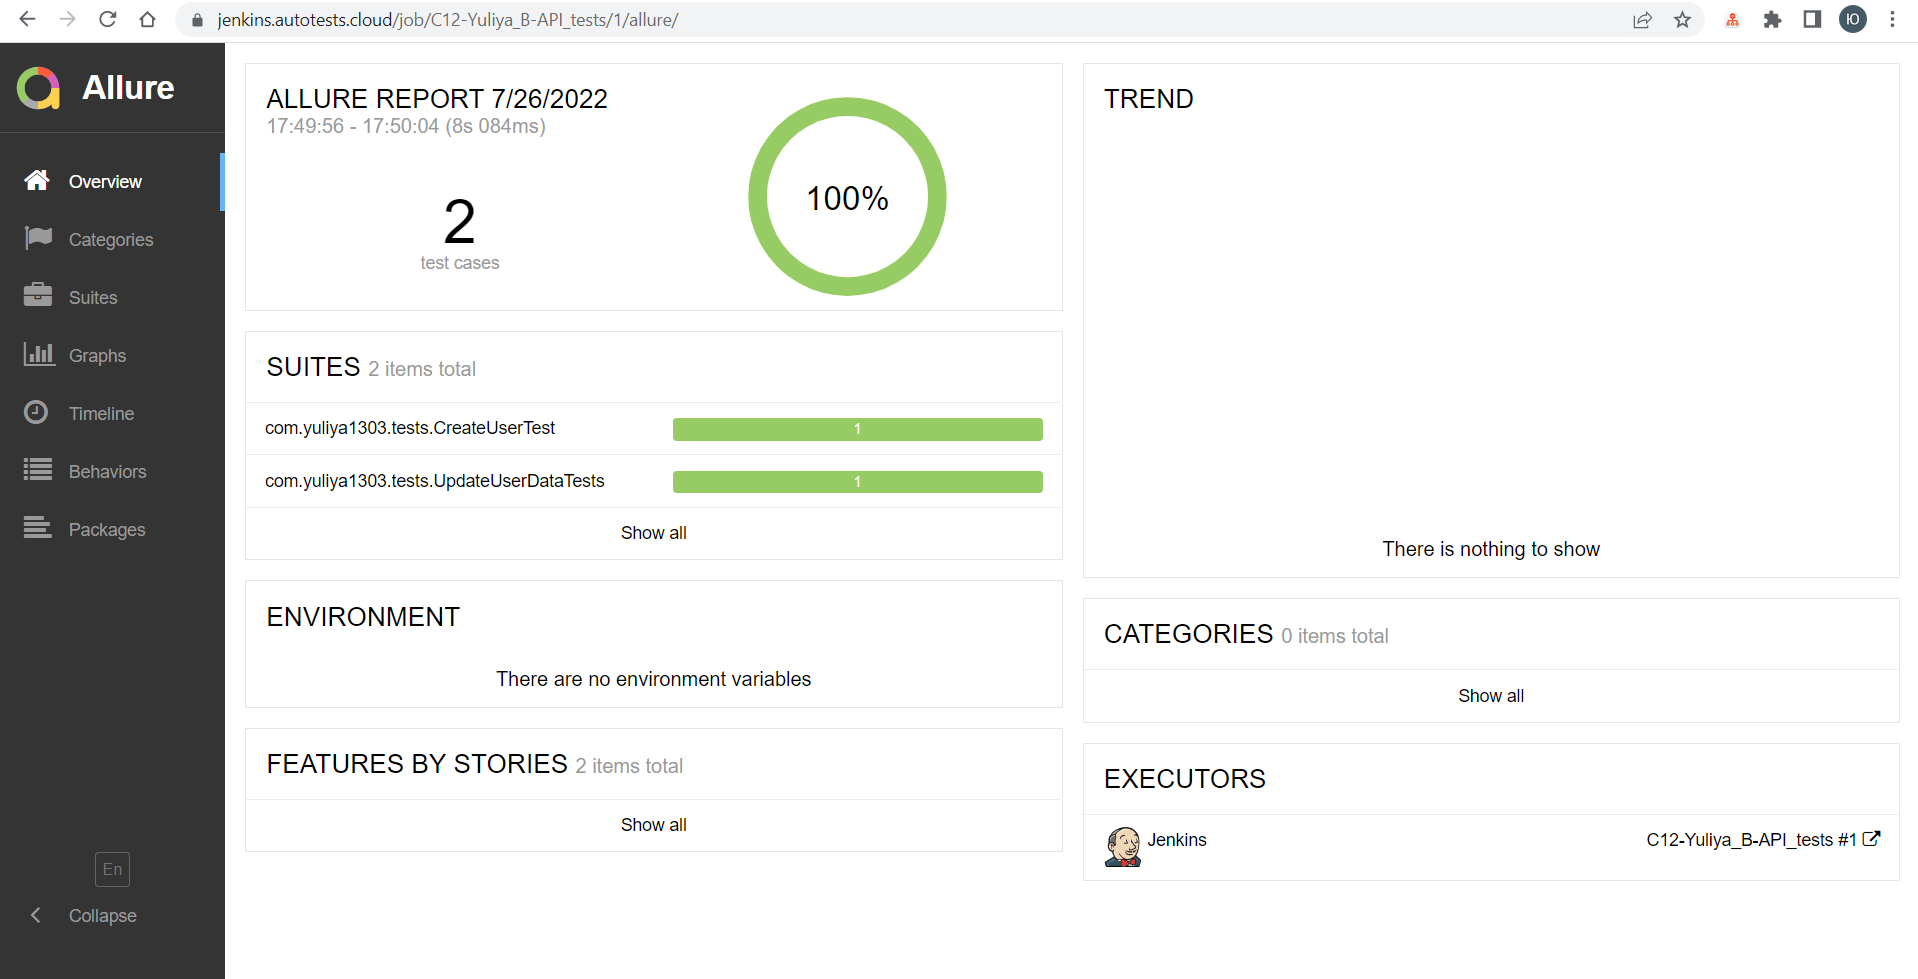 jenkins.autotests.cloud/job/C12-Yuliya_B-API_tests/1/allure/
Ю
Allure
Overview
Categories
Suites
Graphs
Timeline
Behaviors
Packages
En
Collapse
ALLURE REPORT 7/26/2022
17:49:56 - 17:50:04 (8s 084ms)
2
test cases
100%
SUITES 2 items total
com.yuliya1303.tests.CreateUserTest 1
com.yuliya1303.tests.UpdateUserDataTests 1
Show all
ENVIRONMENT
There are no environment variables
FEATURES BY STORIES 2 items total
Show all
TREND
There is nothing to show
CATEGORIES 0 items total
Show all
EXECUTORS
Jenkins C12-Yuliya_B-API_tests #1